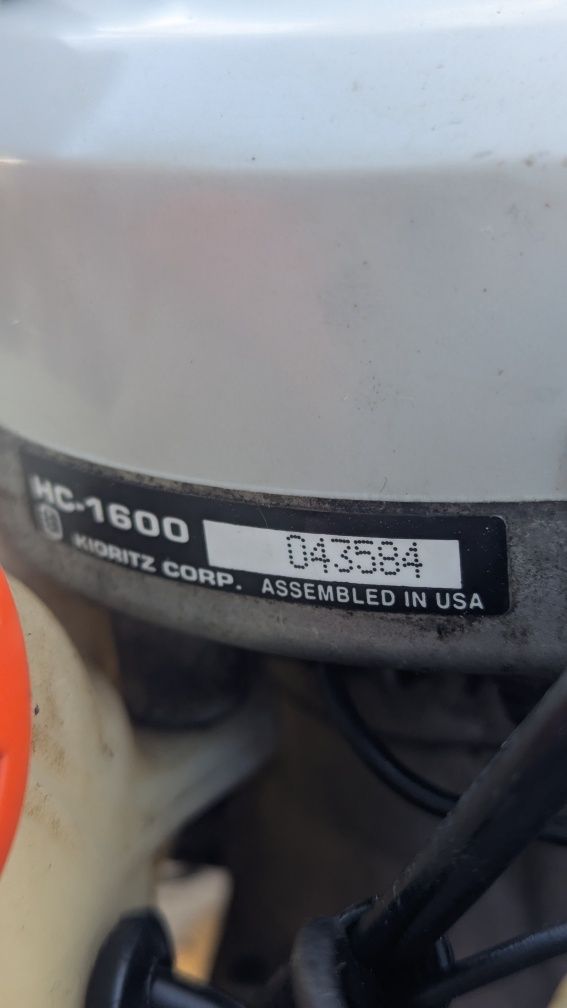 HC-1600
043584
KIORITZ CORP. ASSEMBLED IN USA